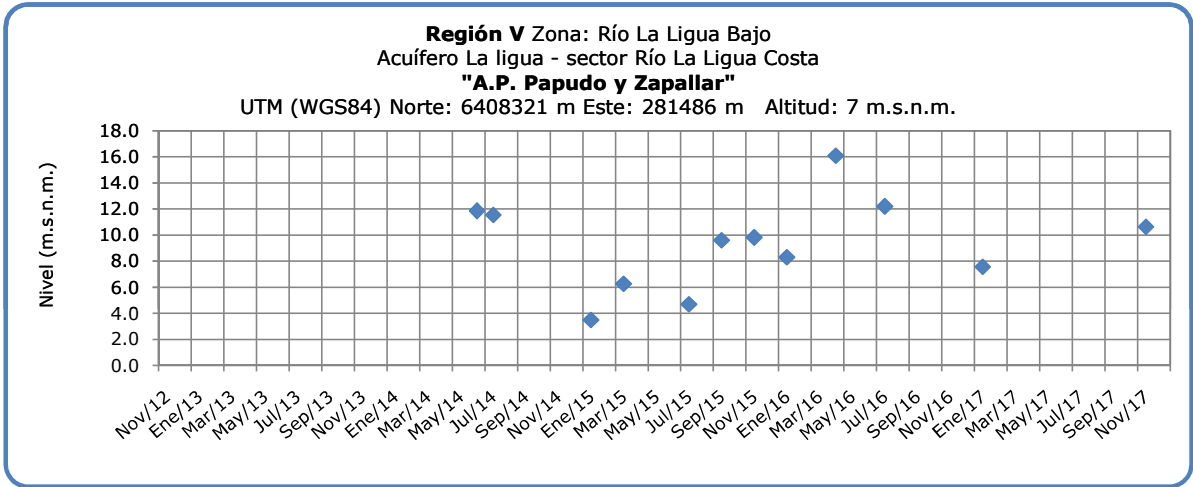 Región V Zona: Río La Ligua Bajo
Acuífero La ligua - sector Río La Ligua Costa
"A.P. Papudo y Zapallar"
UTM (WGS84) Norte: 6408321 m Este: 281486 m Altitud: 7 m.s.n.m.
Nivel (m.s.n.m.)
18.0
16.0
14.0
12.0
10.0
8.0
6.0
4.0
2.0
0.0
Nov/12
Ene/13
Mar/13
May/13
Jul/13
Sep/13
Nov/13
Ene/14
Mar/14
May/14
Jul/14
Sep/14
Nov/14
Ene/15
Mar/15
May/15
Jul/15
Sep/15
Nov/15
Ene/16
Mar/16
May/16
Jul/16
Sep/16
Nov/16
Ene/17
Mar/17
May/17
Jul/17
Sep/17
Nov/17